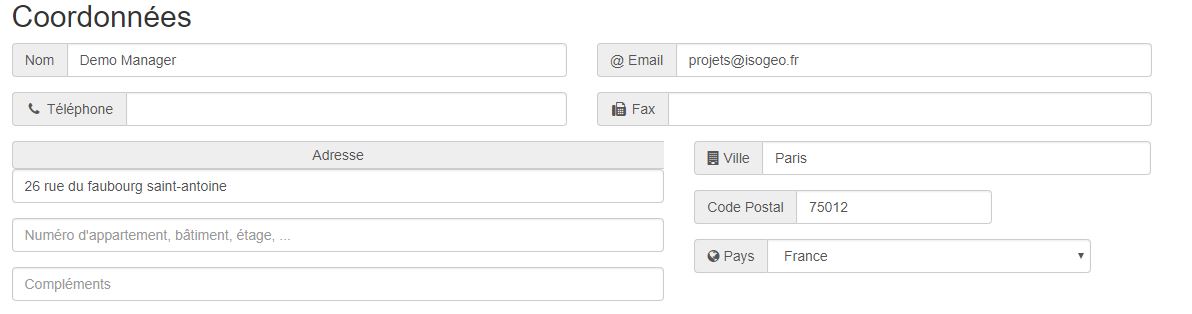 Coordonnées
Nom Demo Manager
@ Email projets@isogeo.fr
Téléphone
Fax
Adresse
26 rue du faubourg saint-antoine
Numéro d'appartement, bâtiment, étage, ...
Compléments
Ville Paris
Code Postal 75012
Pays France